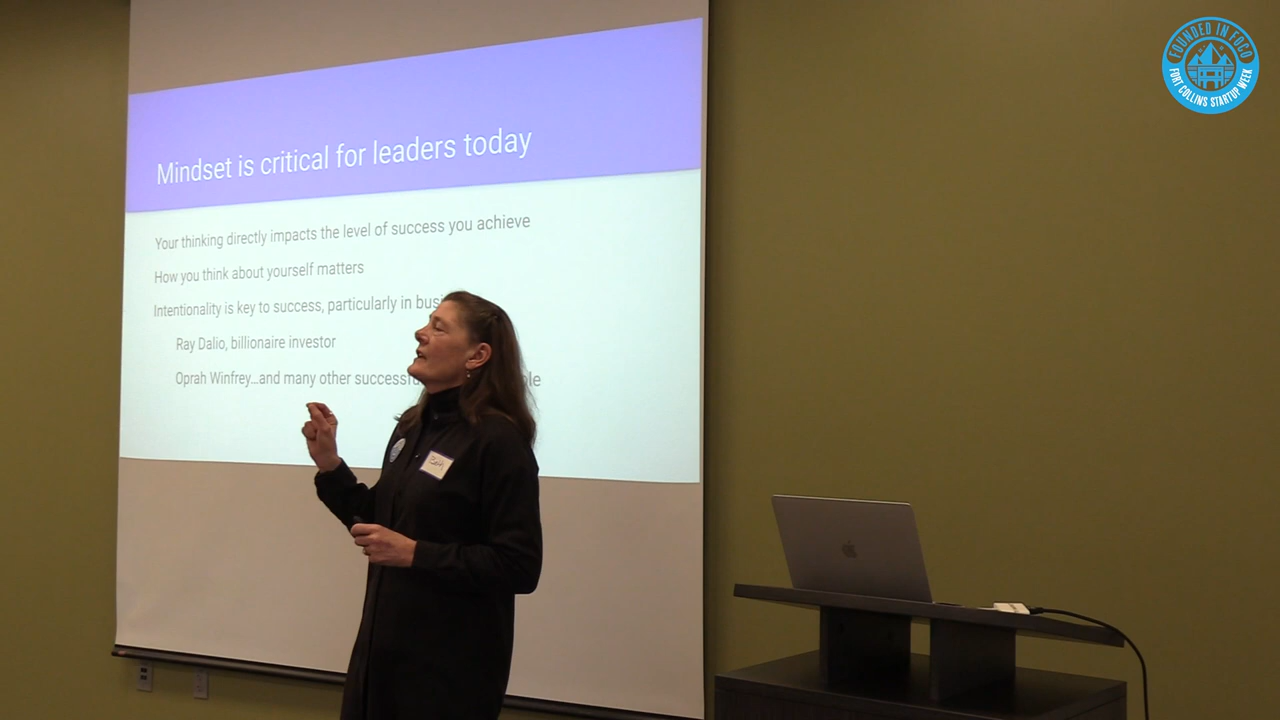 FOUNDED IN FOCO
FORT COLLINS STARTUP WEEK
Mindset is critical for leaders today
Your thinking directly impacts the level of success you achieve
How you think about yourself matters
Intentionality is key to success, particularly in
Ray Dalio, billionaire investor
Oprah Winfrey...and many other